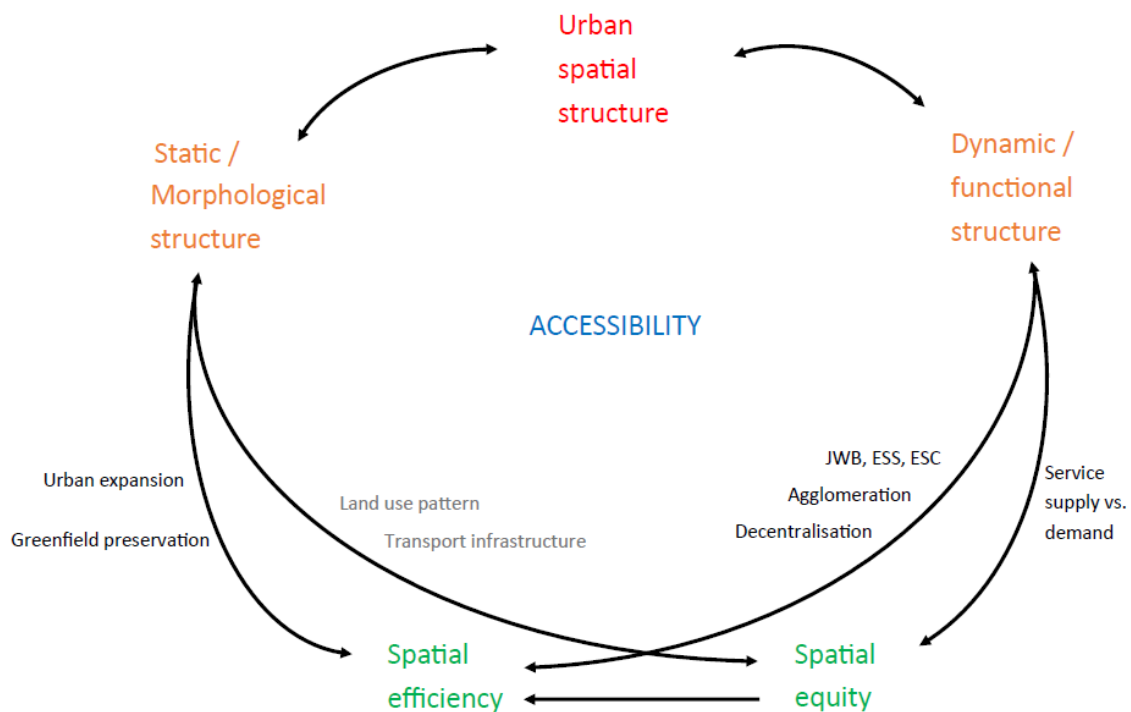 Urban
spatial
structure
Static /
Morphological
structure
Dynamic /
functional
structure
ACCESSIBILITY
Urban expansion
Greenfield preservation
Land use pattern
Transport infrastructure
JWB, ESS, ESC
Agglomeration
Decentralisation
Service
supply vs.
demand
Spatial
efficiency
Spatial
equity